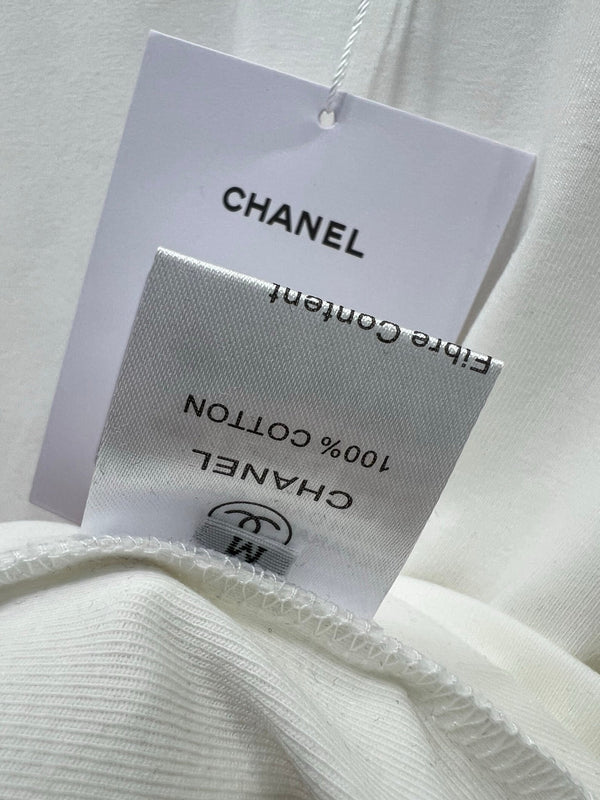 CHANEL
Fibre Content
100% COTTON
CHANEL
M